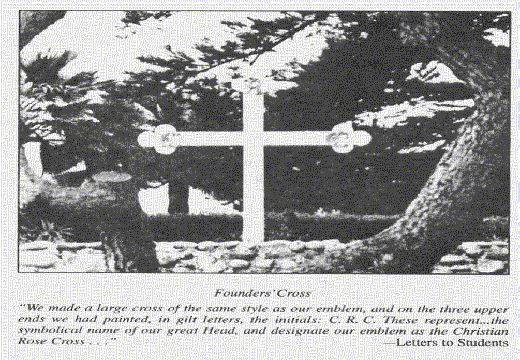 Founders' Cross
"We made a large cross of the same style as our emblem, and on the three upper
ends we had painted, in gilt letters, the initials: C. R. C. These represent...the
symbolical name of our great Head, and designate our emblem as the Christian
Rose Cross . . ."
—Letters to Students